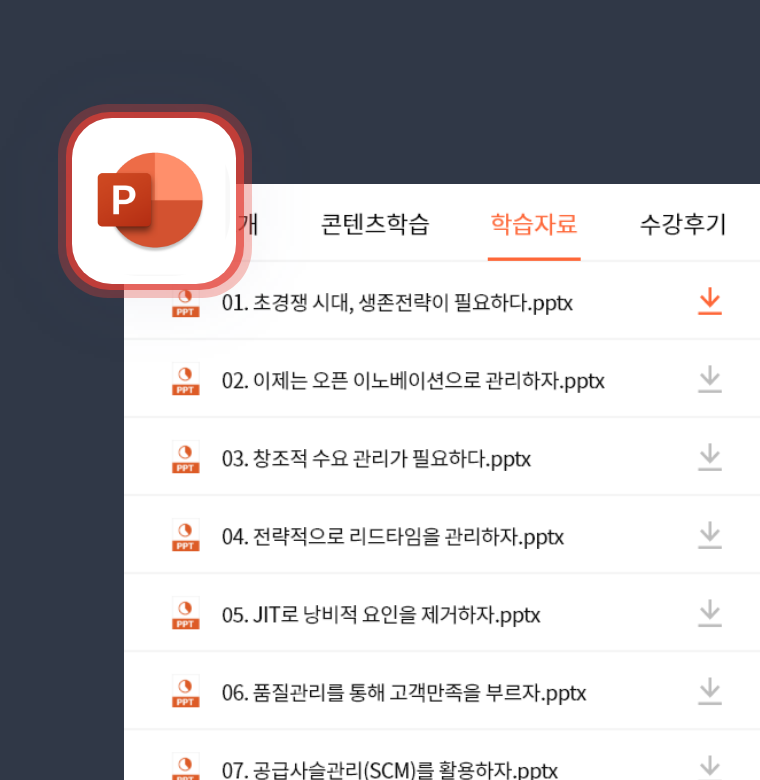 P
개 콘텐츠학습 학습자료 수강후기
PPT 01. 초경쟁 시대, 생존전략이 필요하다.pptx
PPT 02. 이제는 오픈 이노베이션으로 관리하자.pptx
PPT 03. 창조적 수요 관리가 필요하다.pptx
PPT 04. 전략적으로 리드타임을 관리하자.pptx
PPT 05. JIT로 낭비적 요인을 제거하자.pptx
PPT 06. 품질관리를 통해 고객만족을 부르자.pptx
PPT 07. 공급사슬관리(SCM)를 활용하자.pptx